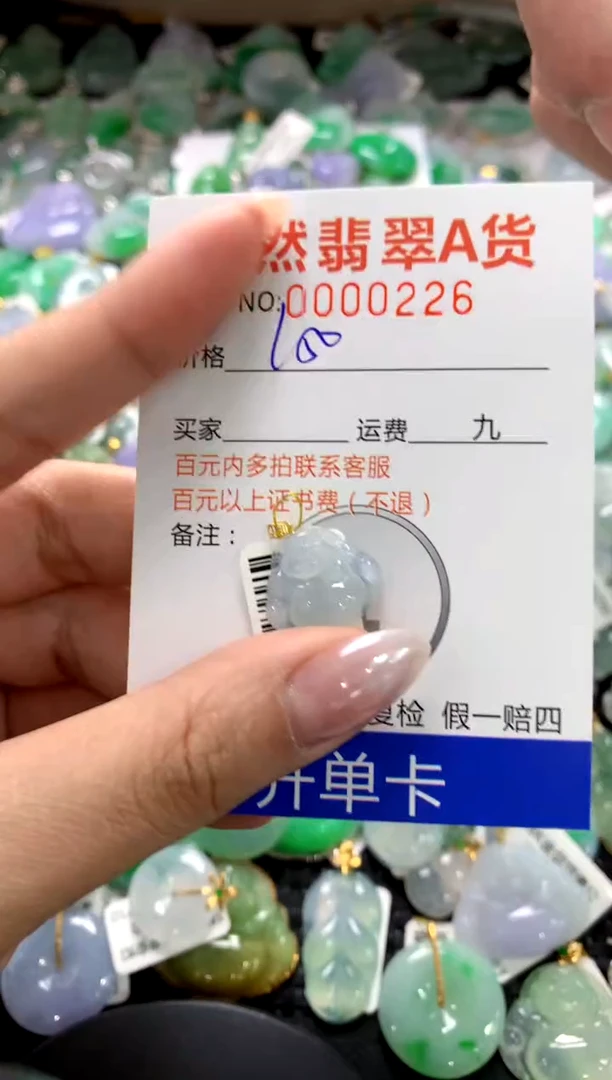 然翡翠A货
NO:0000226
价格 100
买家 运费 九
百元内多拍联系客服
百元以上证书费（不退）
备注：
复检 假一赔四
开单卡